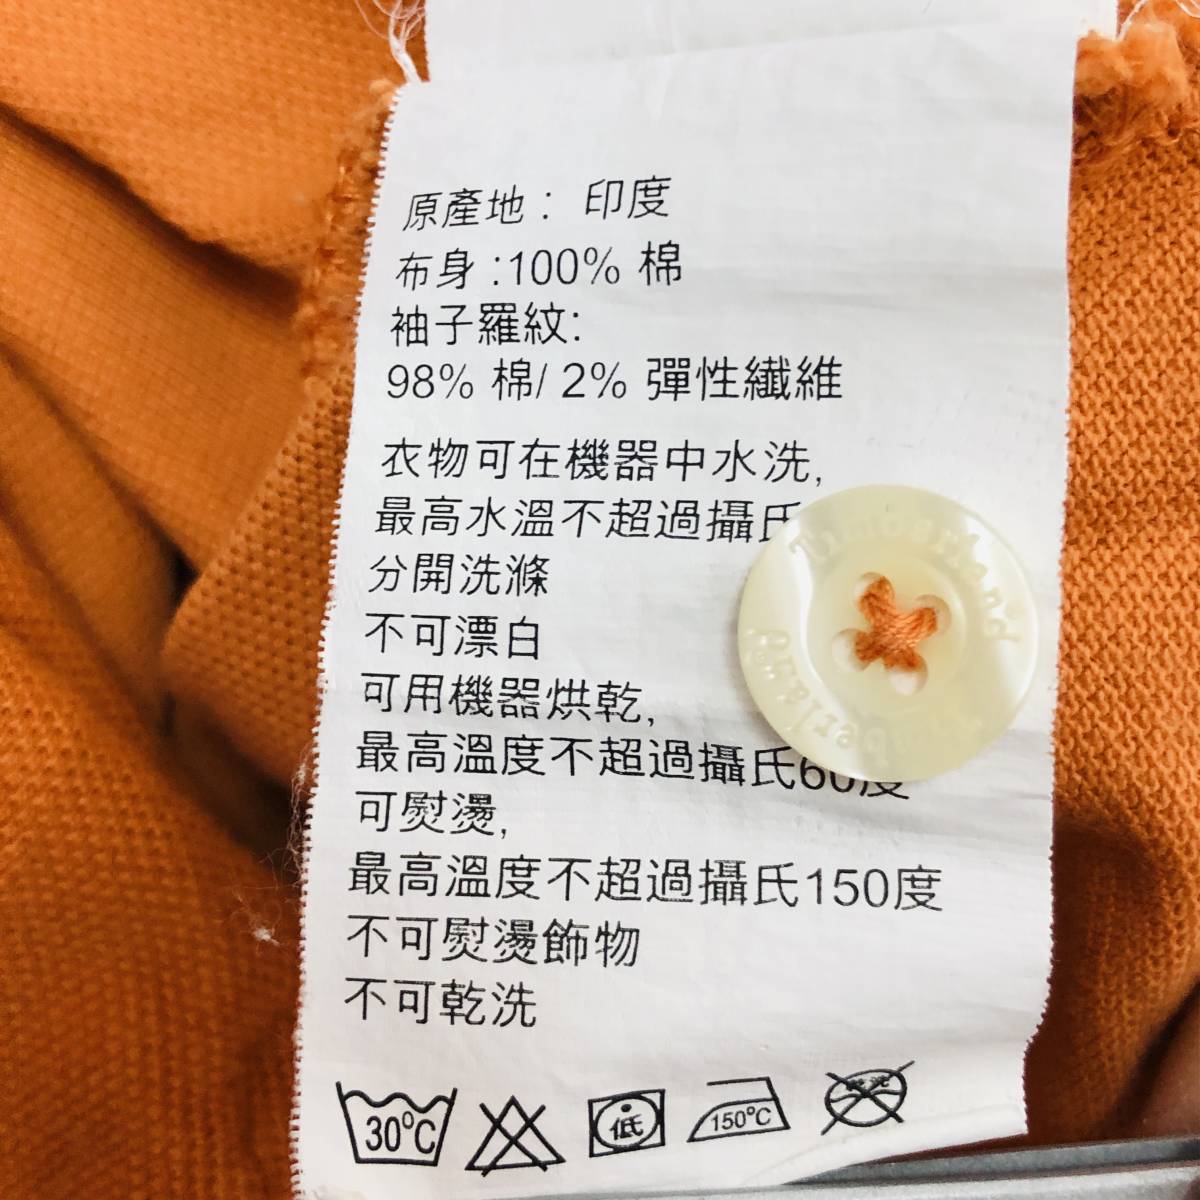 原產地： 印度
布身:100% 棉
袖子羅紋:
98% 棉/ 2% 彈性纖維
衣物可在機器中水洗,
最高水溫不超過攝氏
分開洗滌
不可漂白
可用機器烘乾,
最高溫度不超過攝氏60度
可熨燙,
最高溫度不超過攝氏150度
不可熨燙飾物
不可乾洗
Timberland
Timberland
30°C
低
150°C